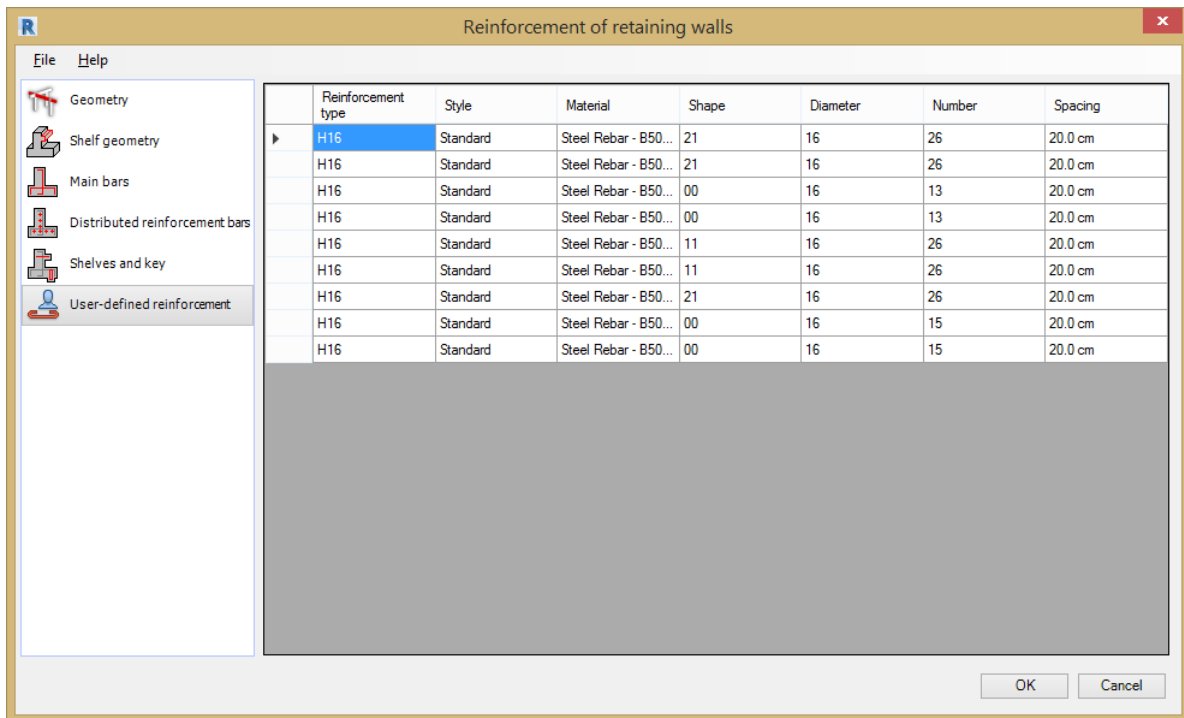 Reinforcement of retaining walls
File Help
Geometry
Shelf geometry
Main bars
Distributed reinforcement bars
Shelves and key
User-defined reinforcement
Reinforcement type Style Material Shape Diameter Number Spacing
H16 Standard Steel Rebar - B50... 21 16 26 20.0 cm
H16 Standard Steel Rebar - B50... 21 16 26 20.0 cm
H16 Standard Steel Rebar - B50... 00 16 13 20.0 cm
H16 Standard Steel Rebar - B50... 00 16 13 20.0 cm
H16 Standard Steel Rebar - B50... 11 16 26 20.0 cm
H16 Standard Steel Rebar - B50... 11 16 26 20.0 cm
H16 Standard Steel Rebar - B50... 21 16 26 20.0 cm
H16 Standard Steel Rebar - B50... 00 16 15 20.0 cm
H16 Standard Steel Rebar - B50... 00 16 15 20.0 cm
OK Cancel